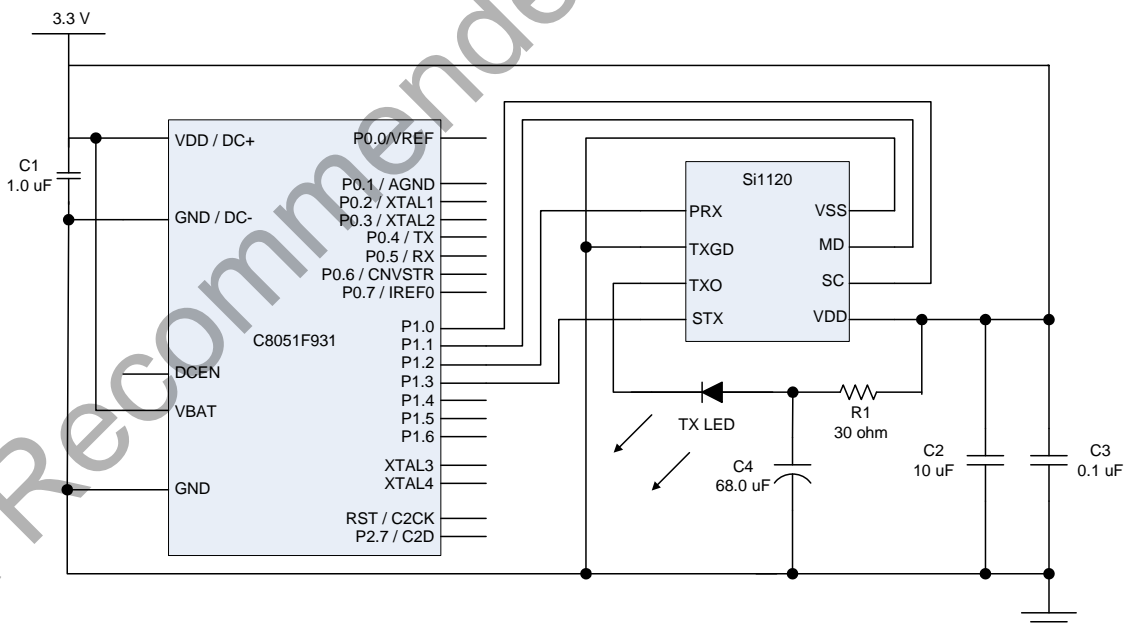 3.3 V
C1
1.0 uF
VDD / DC+
GND / DC-
DCEN
VBAT
GND
C8051F931
P0.0/VREF
P0.1 / AGND
P0.2 / XTAL1
P0.3 / XTAL2
P0.4 / TX
P0.5 / RX
P0.6 / CNVSTR
P0.7 / IREF0
P1.0
P1.1
P1.2
P1.3
P1.4
P1.5
P1.6
XTAL3
XTAL4
RST / C2CK
P2.7 / C2D
Si1120
PRX
TXGD
TXO
STX
VSS
MD
SC
VDD
TX LED
R1
30 ohm
C4
68.0 uF
C2
10 uF
C3
0.1 uF
Recommende